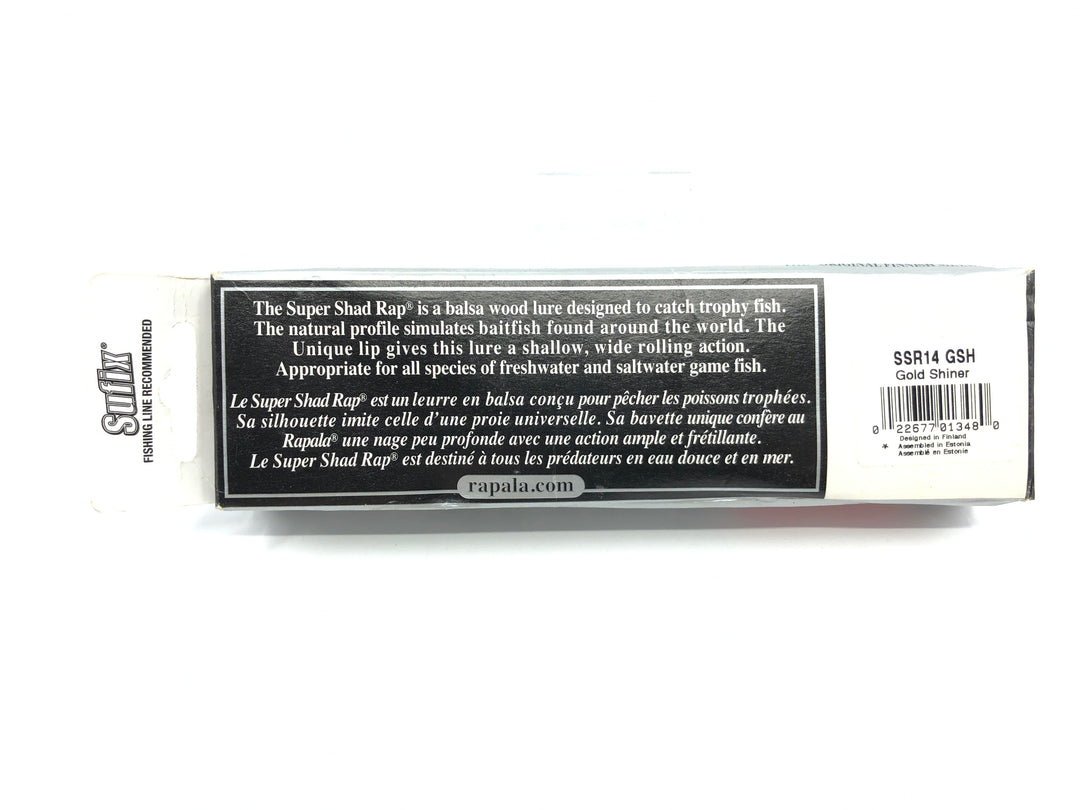 Sufix®
FISHING LINE RECOMMENDED
The Super Shad Rap® is a balsa wood lure designed to catch trophy fish.
The natural profile simulates baitfish found around the world. The
Unique lip gives this lure a shallow, wide rolling action.
Appropriate for all species of freshwater and saltwater game fish.
Le Super Shad Rap® est un leurre en balsa conçu pour pêcher les poissons trophées.
Sa silhouette imite celle d'une proie universelle. Sa bavette unique confère au
Rapala® une nage peu profonde avec une action ample et frétillante.
Le Super Shad Rap® est destiné à tous les prédateurs en eau douce et en mer.
rapala.com
SSR14 GSH
Gold Shiner
0 22677 01348 0
Designed in Finland
* Assembled in Estonia
Assemblé en Estonie